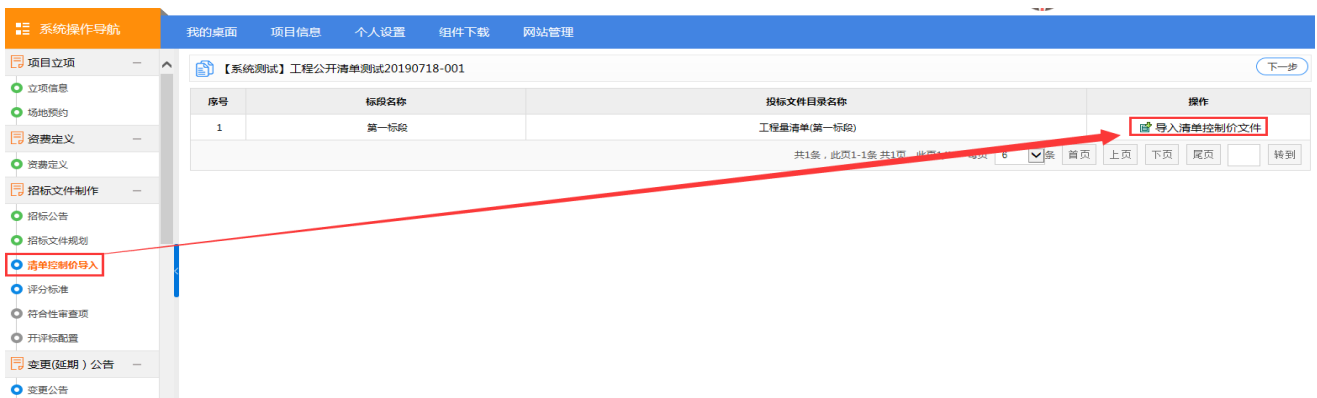 系统操作导航
我的桌面 项目信息 个人设置 组件下载 网站管理
项目立项
立项信息
场地预约
资费定义
资费定义
招标文件制作
招标公告
招标文件规划
清单控制价导入
评分标准
符合性审查项
开评标配置
变更(延期）公告
变更公告
【系统测试】工程公开清单测试20190718-001
下一步
序号 标段名称 投标文件目录名称 操作
1 第一标段 工程量清单(第一标段) 导入清单控制价文件
共1条，此页1-1条 共1页 6 条 首页 上页 下页 尾页 转到